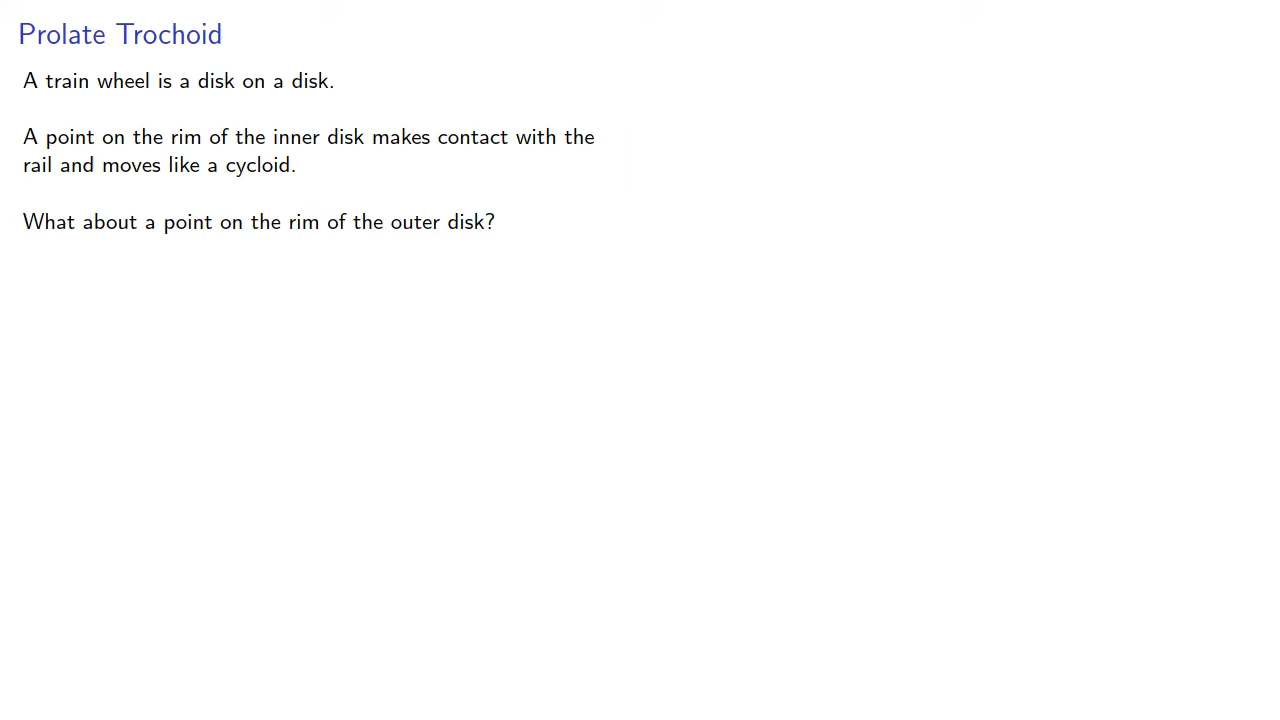 Prolate Trochoid
A train wheel is a disk on a disk.
A point on the rim of the inner disk makes contact with the
rail and moves like a cycloid.
What about a point on the rim of the outer disk?